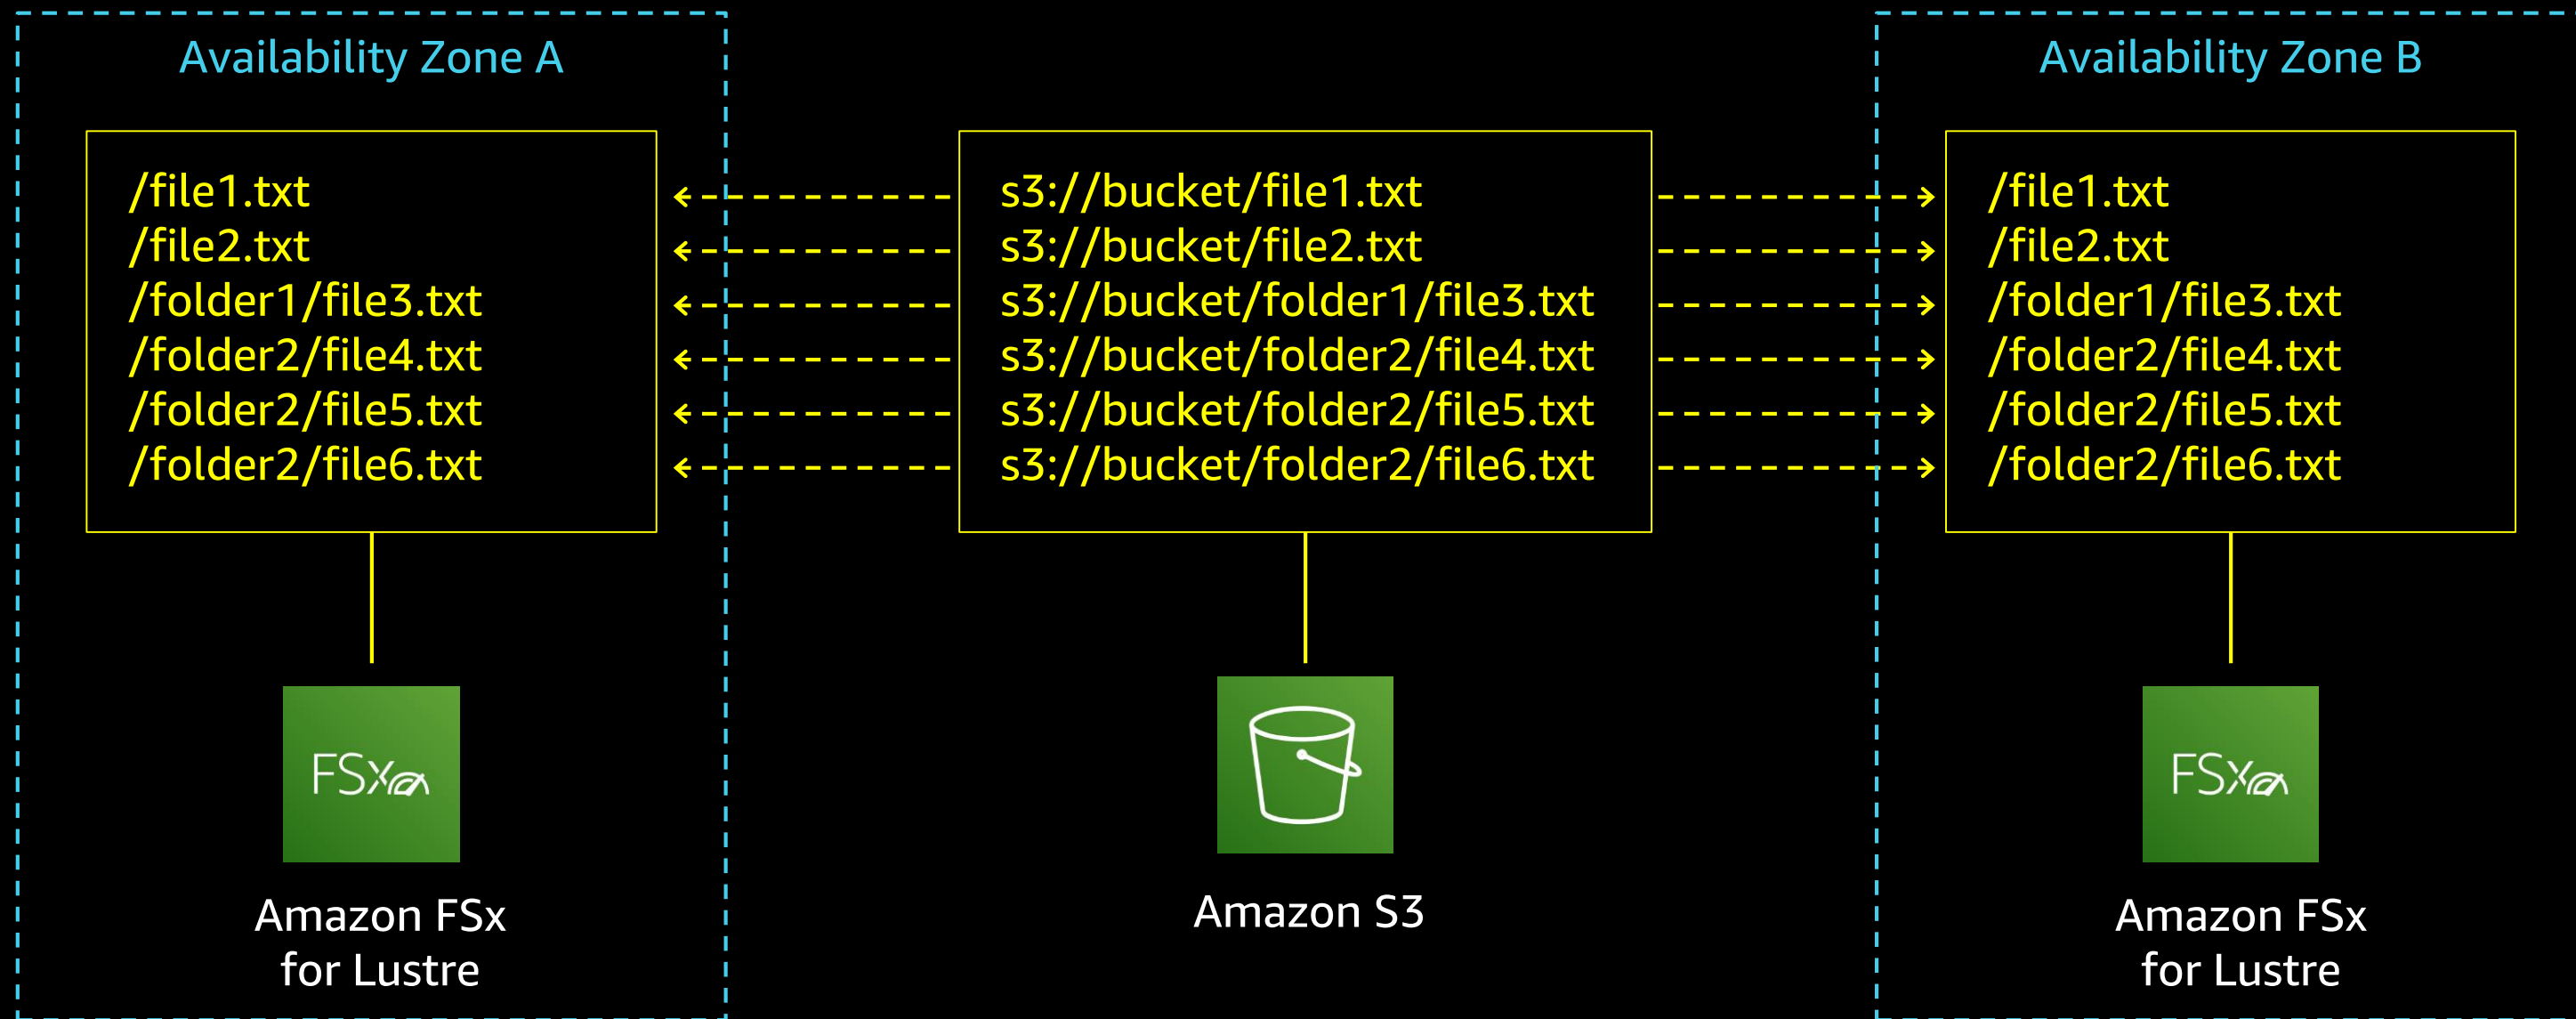 Availability Zone A
/file1.txt
/file2.txt
/folder1/file3.txt
/folder2/file4.txt
/folder2/file5.txt
/folder2/file6.txt
FSx
Amazon FSx
for Lustre
s3://bucket/file1.txt
s3://bucket/file2.txt
s3://bucket/folder1/file3.txt
s3://bucket/folder2/file4.txt
s3://bucket/folder2/file5.txt
s3://bucket/folder2/file6.txt
Amazon S3
Availability Zone B
/file1.txt
/file2.txt
/folder1/file3.txt
/folder2/file4.txt
/folder2/file5.txt
/folder2/file6.txt
FSx
Amazon FSx
for Lustre